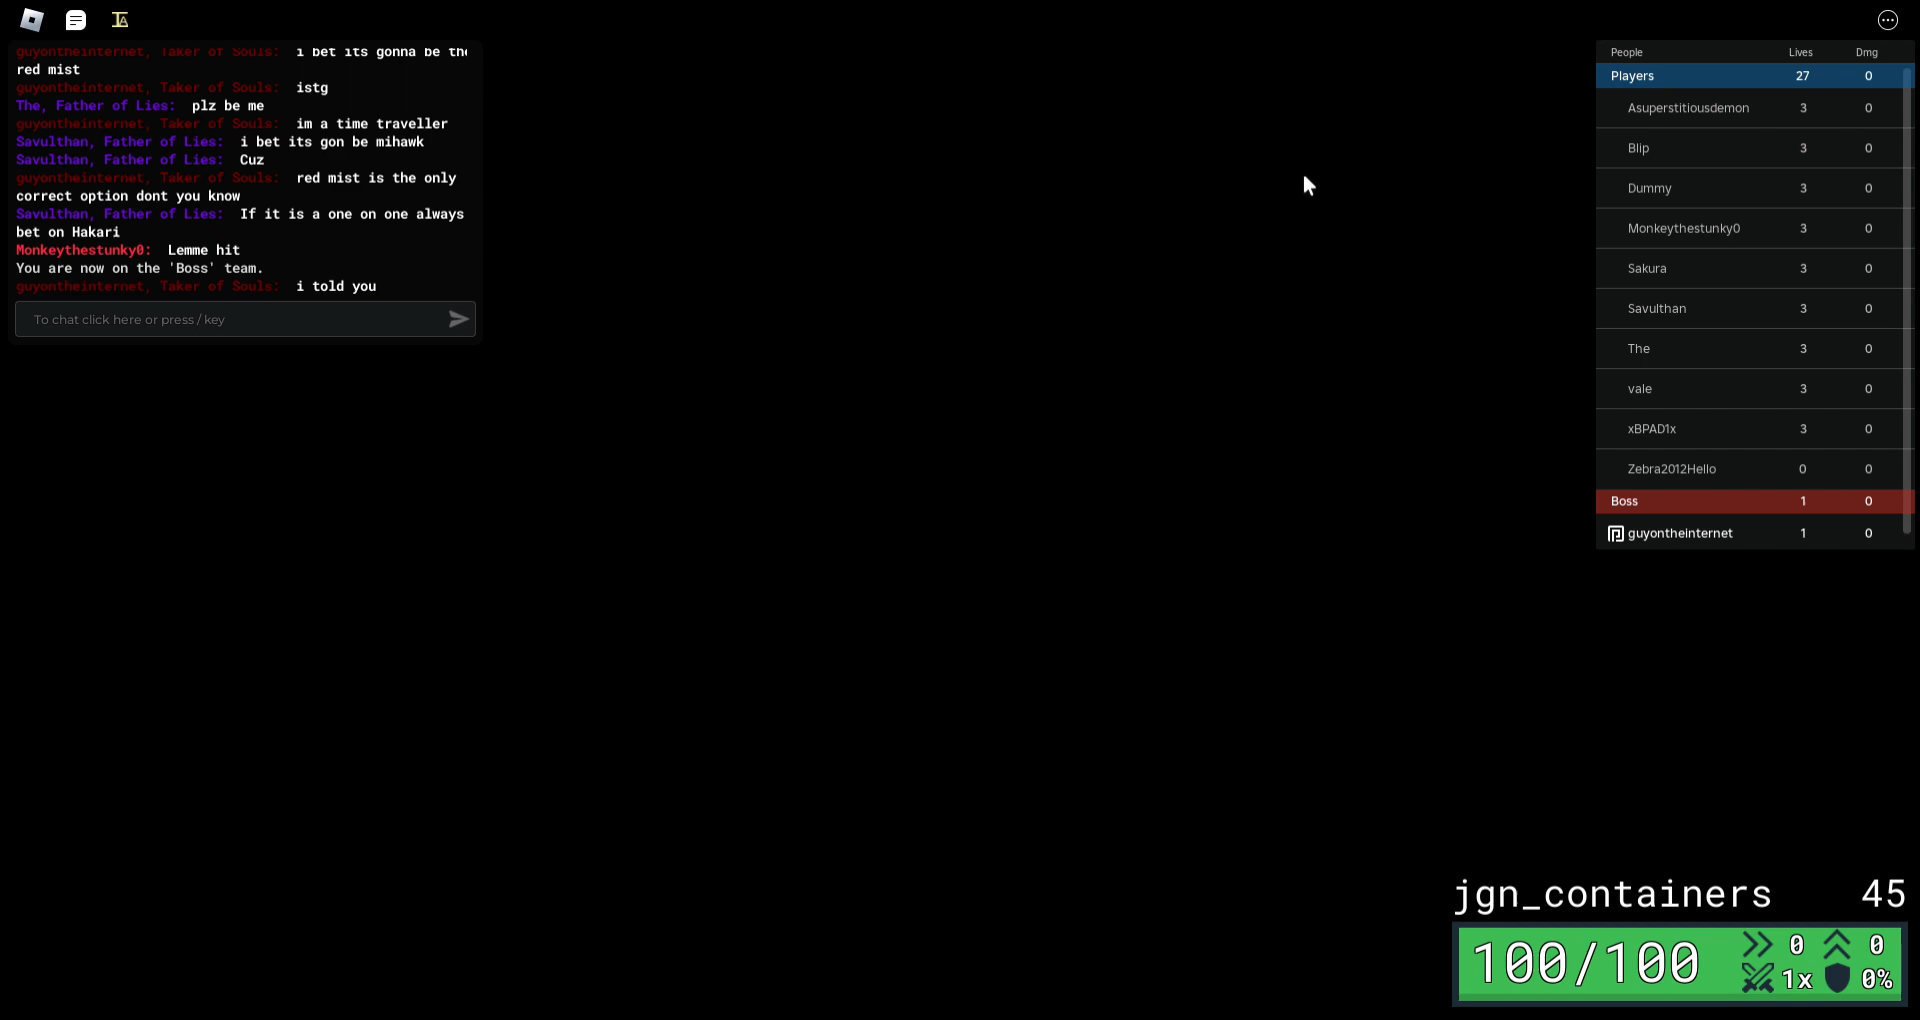 guyontheinternet, Taker of Souls: i bet its gonna be the
red mist
guyontheinternet, Taker of Souls: istg
The, Father of Lies: plz be me
guyontheinternet, Taker of Souls: im a time traveller
Savulthan, Father of Lies: i bet its gon be mihawk
Savulthan, Father of Lies: Cuz
guyontheinternet, Taker of Souls: red mist is the only
correct option dont you know
Savulthan, Father of Lies: If it is a one on one always
bet on Hakari
Monkeythestunky0: Lemme hit
You are now on the 'Boss' team.
guyontheinternet, Taker of Souls: i told you
To chat click here or press / key
People Lives Dmg
Players 27 0
Asuperstitiousdemon 3 0
Blip 3 0
Dummy 3 0
Monkeythestunky0 3 0
Sakura 3 0
Savulthan 3 0
The 3 0
vale 3 0
xBPAD1x 3 0
Zebra2012Hello 0 0
Boss 1 0
guyontheinternet 1 0
jgn_containers 45
100/100 0 0
1x 0%